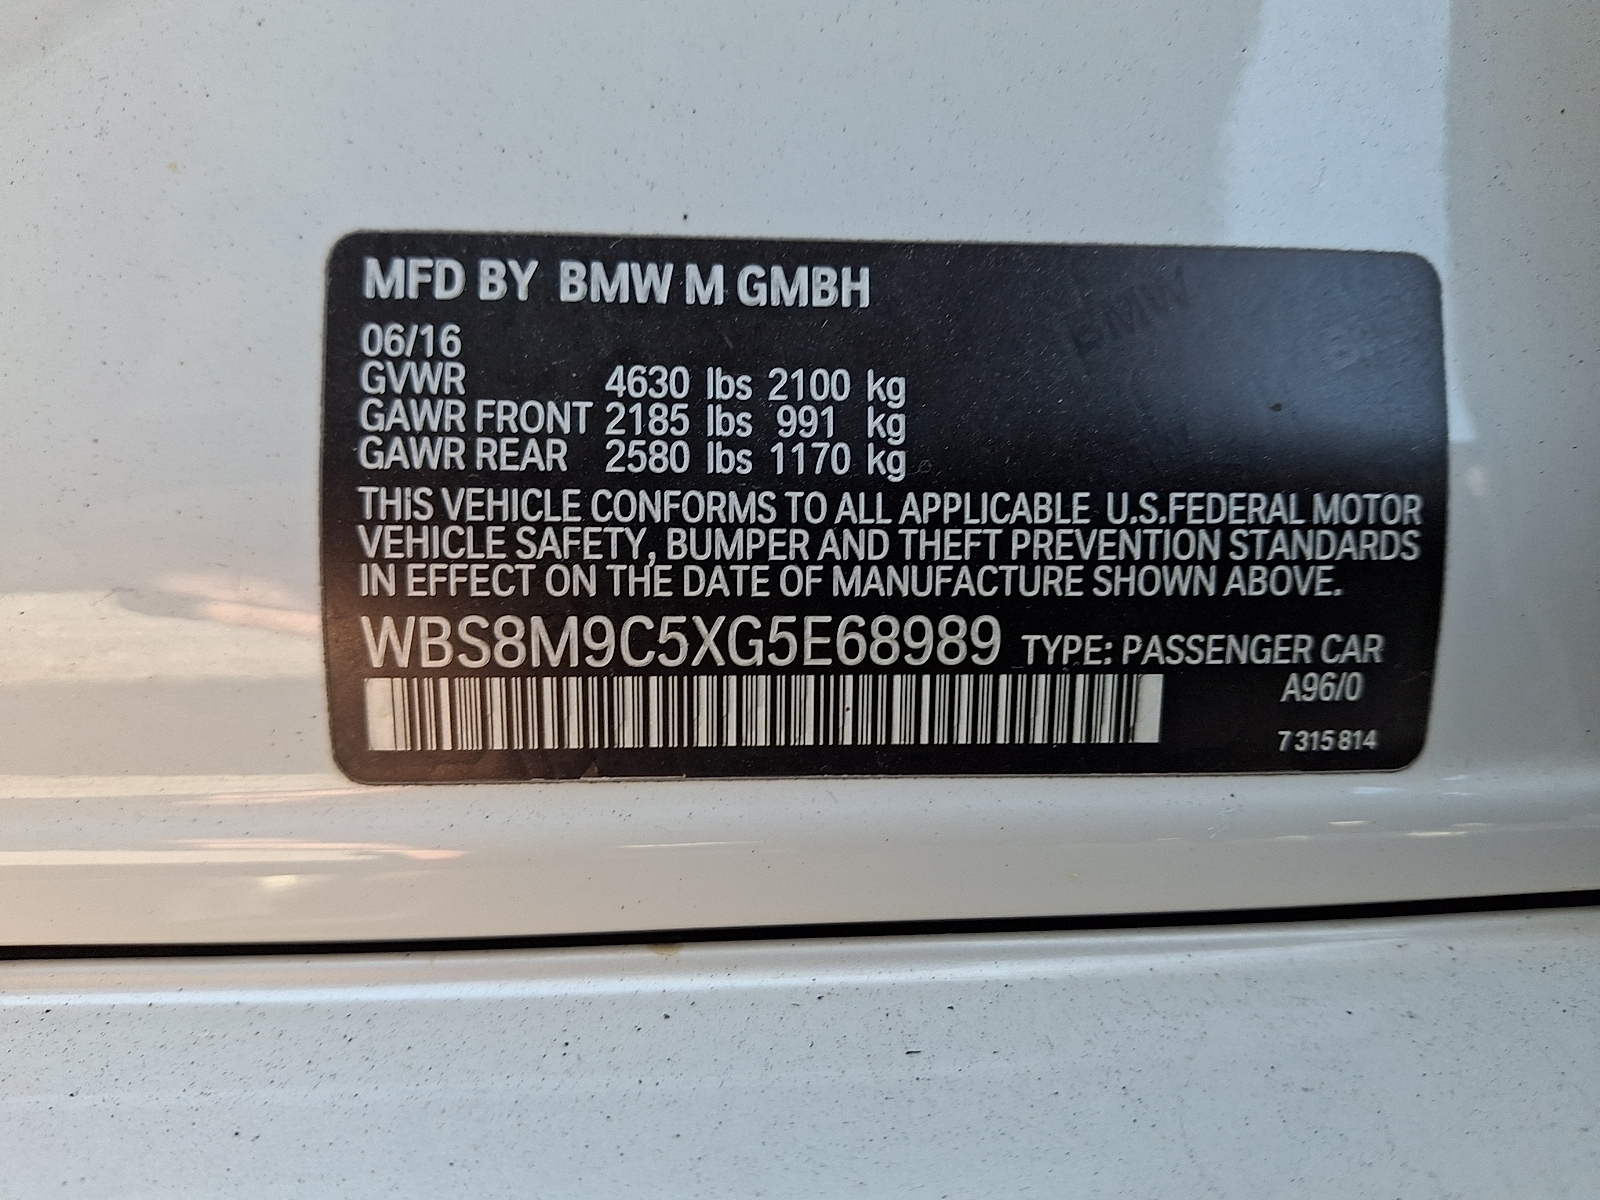 MFD BY BMW M GMBH
06/16
GVWR 4630 lbs 2100 kg
GAWR FRONT 2185 lbs 991 kg
GAWR REAR 2580 lbs 1170 kg
THIS VEHICLE CONFORMS TO ALL APPLICABLE U.S.FEDERAL MOTOR
VEHICLE SAFETY, BUMPER AND THEFT PREVENTION STANDARDS
IN EFFECT ON THE DATE OF MANUFACTURE SHOWN ABOVE.
WBS8M9C5XG5E68989 TYPE: PASSENGER CAR
A96/0
7 315 814